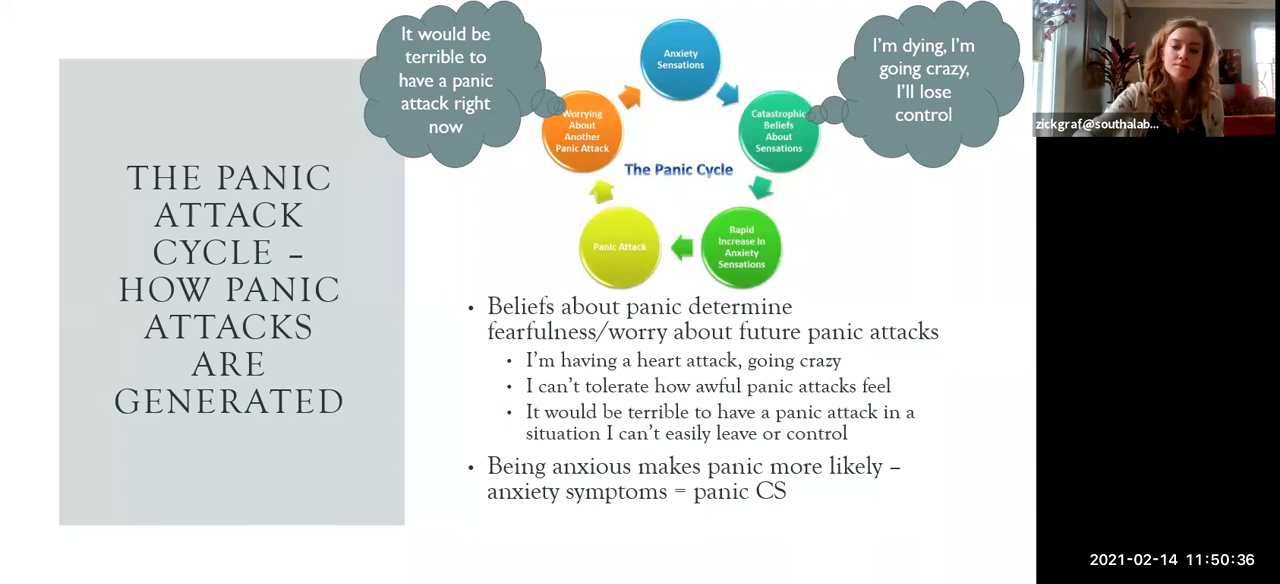 THE PANIC
ATTACK
CYCLE –
HOW PANIC
ATTACKS
ARE
GENERATED
It would be
terrible to
have a panic
attack right
now
Anxiety
Sensations
I'm dying, I'm
going crazy,
I'll lose
control
Worrying
About
Another
Panic Attack
Catastrophic
Beliefs
About
Sensations
The Panic Cycle
Panic Attack
Rapid
Increase In
Anxiety
Sensations
• Beliefs about panic determine
fearfulness/worry about future panic attacks
• I'm having a heart attack, going crazy
• I can't tolerate how awful panic attacks feel
• It would be terrible to have a panic attack in a
situation I can't easily leave or control
• Being anxious makes panic more likely –
anxiety symptoms = panic CS
zickgraf@southalab...
2021-02-14 11:50:36